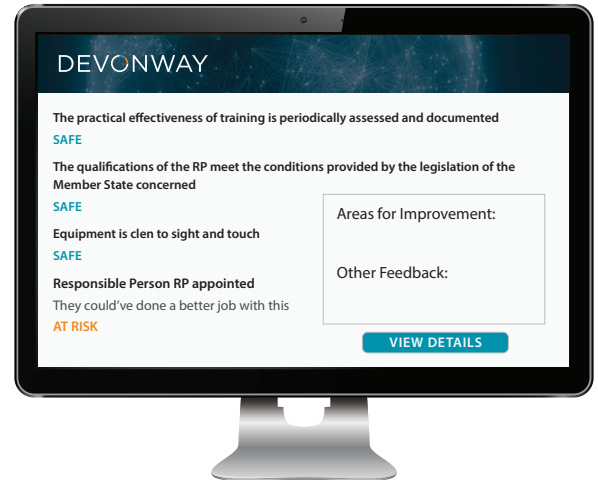 DEVONWAY
The practical effectiveness of training is periodically assessed and documented
SAFE
The qualifications of the RP meet the conditions provided by the legislation of the
Member State concerned
SAFE
Equipment is clen to sight and touch
SAFE
Responsible Person RP appointed
They could've done a better job with this
AT RISK
Areas for Improvement:
Other Feedback:
VIEW DETAILS